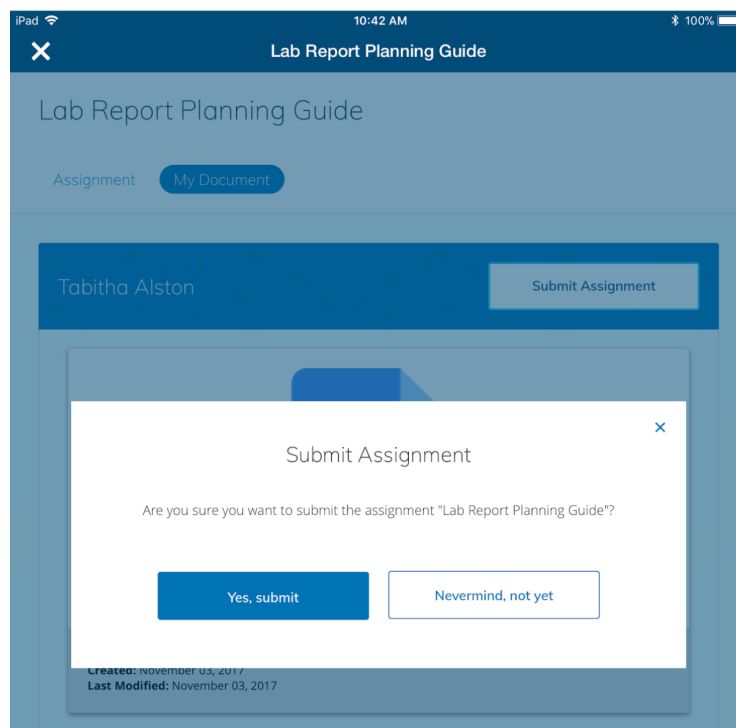 iPad 10:42 AM 100%
Lab Report Planning Guide
Lab Report Planning Guide
Assignment My Document
Tabitha Alston Submit Assignment
Submit Assignment
Are you sure you want to submit the assignment "Lab Report Planning Guide"?
Yes, submit Nevermind, not yet
Created: November 03, 2017
Last Modified: November 03, 2017